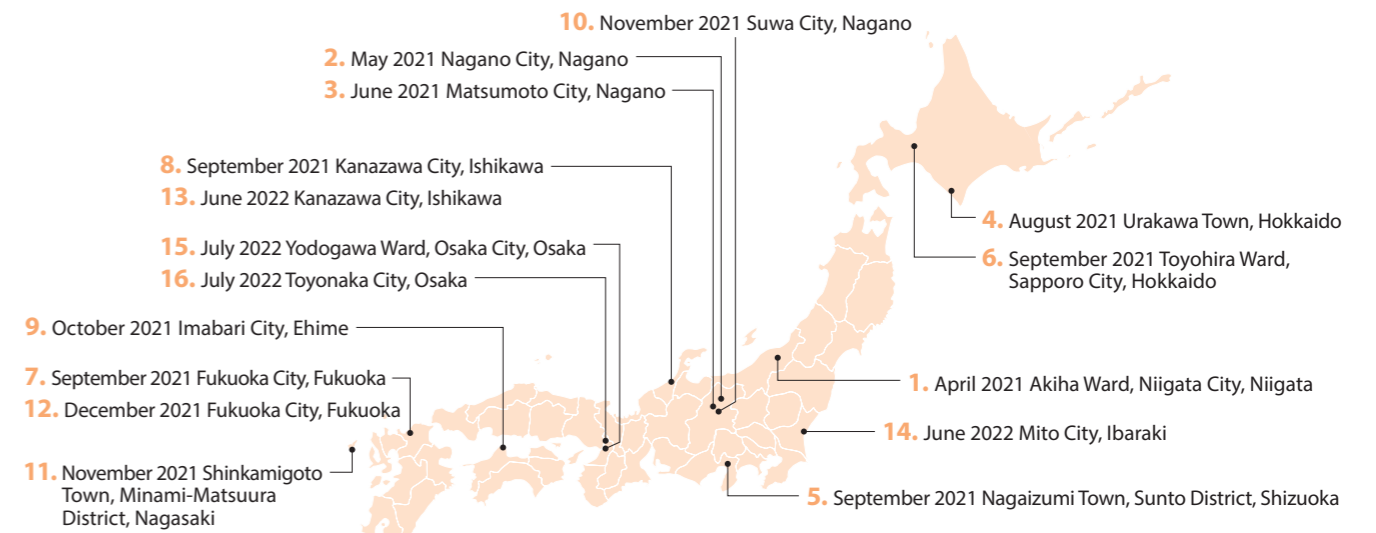 10. November 2021 Suwa City, Nagano
2. May 2021 Nagano City, Nagano
3. June 2021 Matsumoto City, Nagano
8. September 2021 Kanazawa City, Ishikawa
13. June 2022 Kanazawa City, Ishikawa
15. July 2022 Yodogawa Ward, Osaka City, Osaka
16. July 2022 Toyonaka City, Osaka
9. October 2021 Imabari City, Ehime
7. September 2021 Fukuoka City, Fukuoka
12. December 2021 Fukuoka City, Fukuoka
11. November 2021 Shinkamigoto
Town, Minami-Matsuura
District, Nagasaki
4. August 2021 Urakawa Town, Hokkaido
6. September 2021 Toyohira Ward,
Sapporo City, Hokkaido
1. April 2021 Akiha Ward, Niigata City, Niigata
14. June 2022 Mito City, Ibaraki
5. September 2021 Nagaizumi Town, Sunto District, Shizuoka